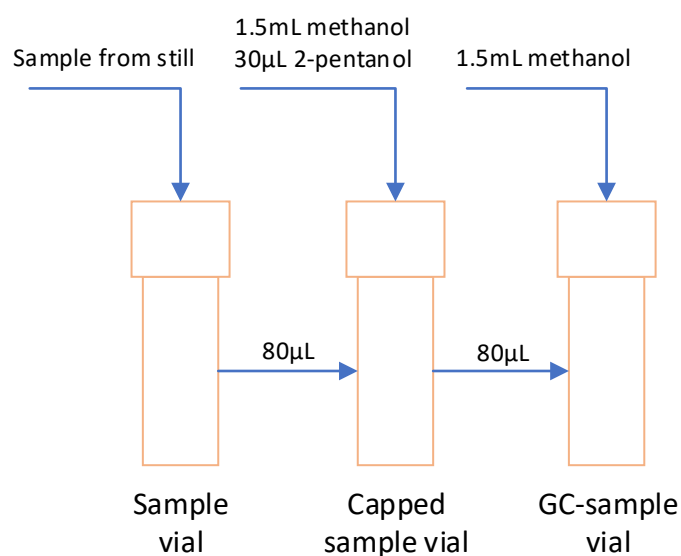 1.5mL methanol
Sample from still
30µL 2-pentanol
1.5mL methanol
80µL
80µL
Sample
vial
Capped
sample vial
GC-sample
vial